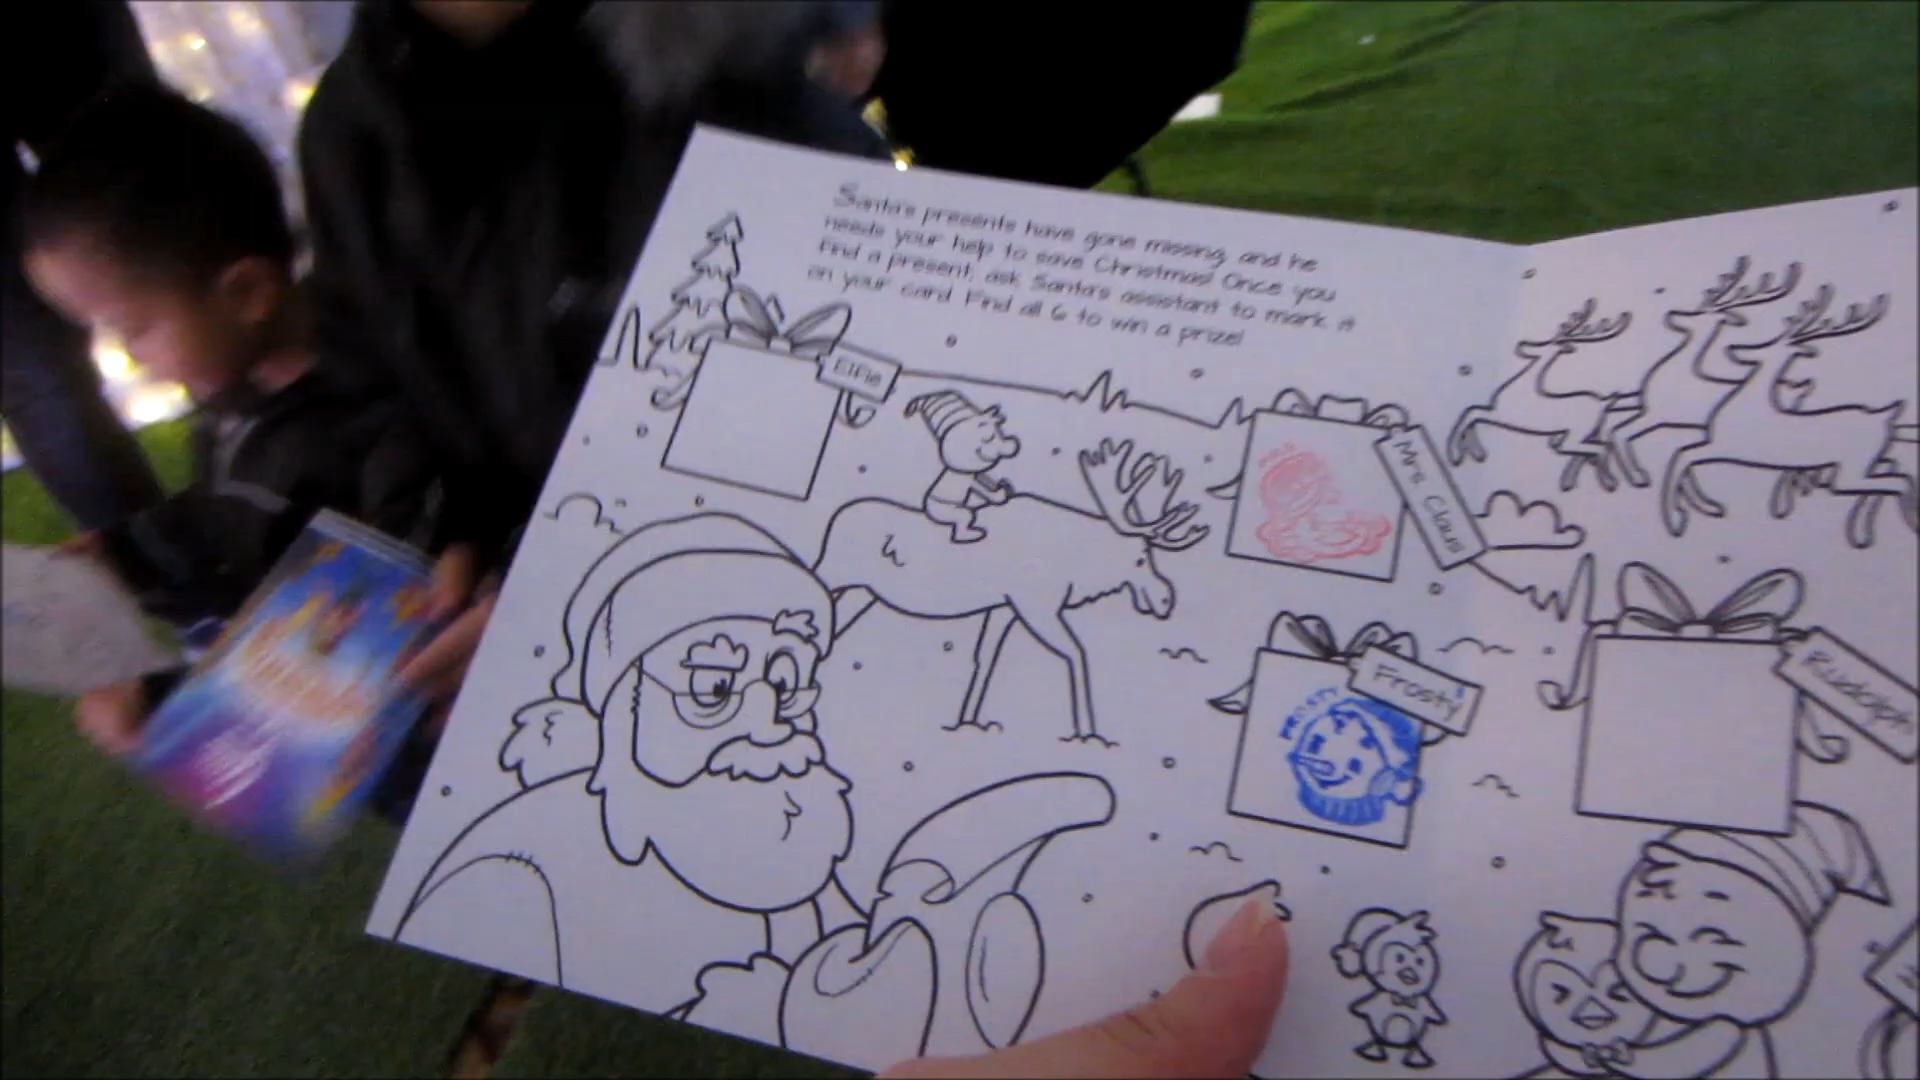 Santa's presents have gone missing, and he
needs your help to save Christmas! Once you
find a present, ask Santa's assistant to mark it
on your card. Find all 6 to win a prize!
Elfie
Mrs Claus
Frosty
FROSTY
Rudolph